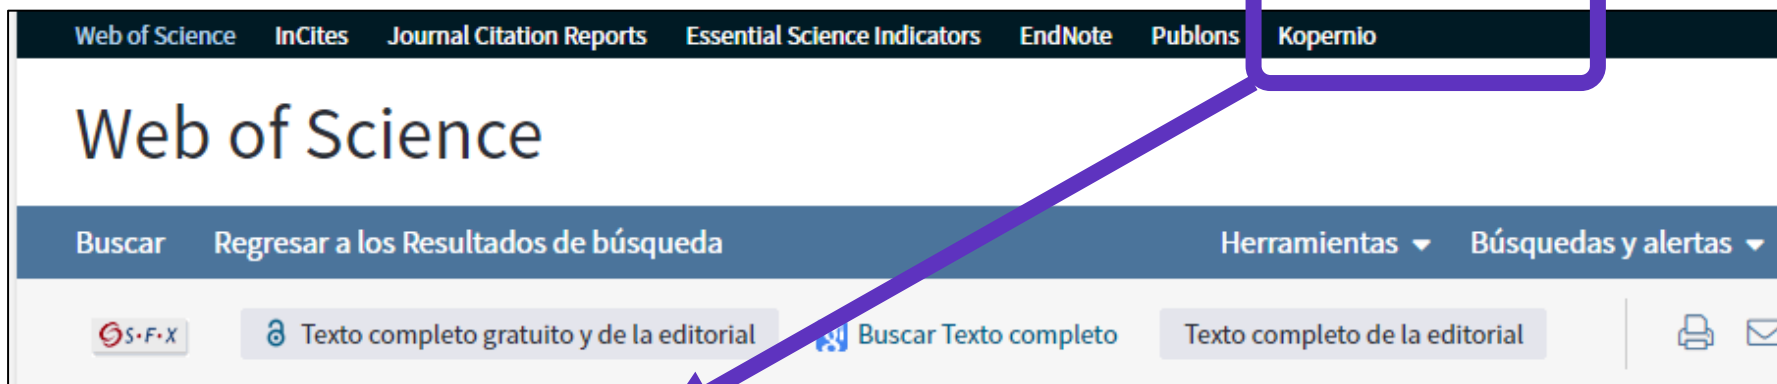 Web of Science InCites Journal Citation Reports Essential Science Indicators EndNote Publons Kopernio
Web of Science
Buscar Regresar a los Resultados de búsqueda Herramientas Búsquedas y alertas
S·F·X Texto completo gratuito y de la editorial Buscar Texto completo Texto completo de la editorial